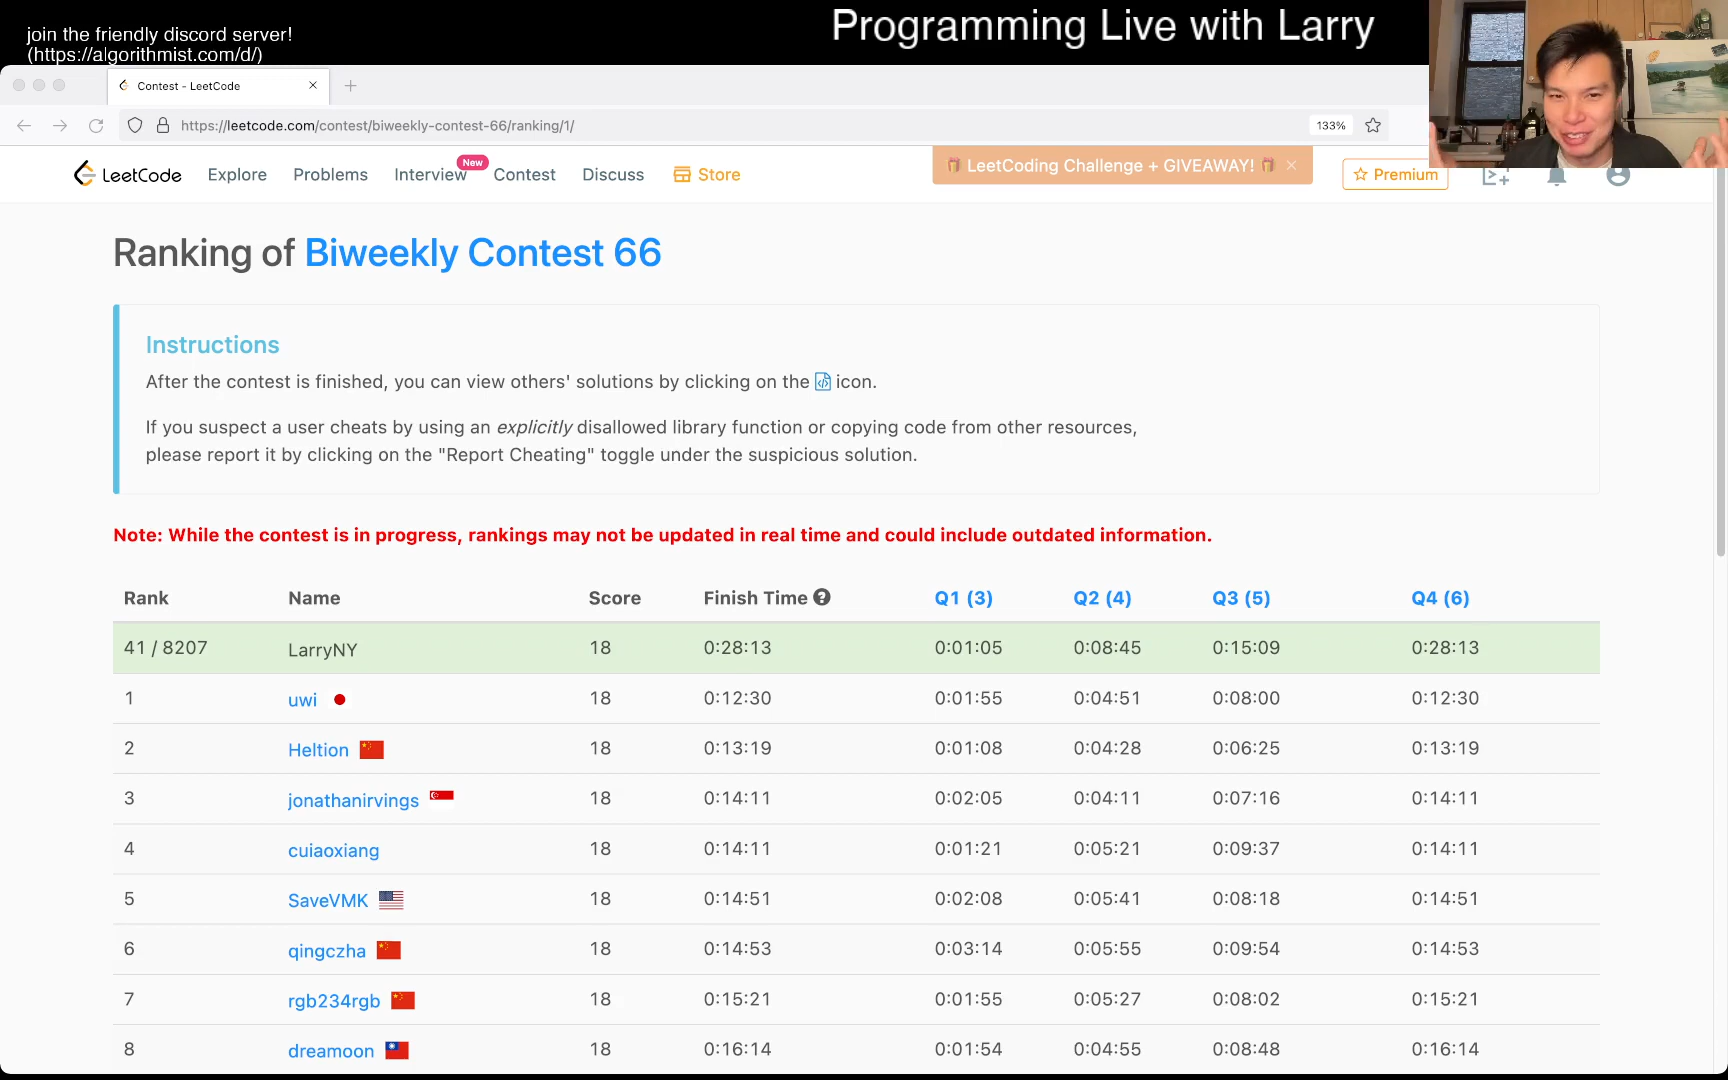 join the friendly discord server!
(https://algorithmist.com/d/)
Programming Live with Larry
Contest - LeetCode
https://leetcode.com/contest/biweekly-contest-66/ranking/1/
133%
LeetCode Explore Problems Interview New Contest Discuss Store
LeetCoding Challenge + GIVEAWAY!
Premium
Ranking of Biweekly Contest 66
Instructions
After the contest is finished, you can view others' solutions by clicking on the icon.
If you suspect a user cheats by using an explicitly disallowed library function or copying code from other resources,
please report it by clicking on the "Report Cheating" toggle under the suspicious solution.
Note: While the contest is in progress, rankings may not be updated in real time and could include outdated information.
Rank Name Score Finish Time Q1 (3) Q2 (4) Q3 (5) Q4 (6)
41 / 8207 LarryNY 18 0:28:13 0:01:05 0:08:45 0:15:09 0:28:13
1 uwi 18 0:12:30 0:01:55 0:04:51 0:08:00 0:12:30
2 Heltion 18 0:13:19 0:01:08 0:04:28 0:06:25 0:13:19
3 jonathanirvings 18 0:14:11 0:02:05 0:04:11 0:07:16 0:14:11
4 cuiaoxiang 18 0:14:11 0:01:21 0:05:21 0:09:37 0:14:11
5 SaveVMK 18 0:14:51 0:02:08 0:05:41 0:08:18 0:14:51
6 qingczha 18 0:14:53 0:03:14 0:05:55 0:09:54 0:14:53
7 rgb234rgb 18 0:15:21 0:01:55 0:05:27 0:08:02 0:15:21
8 dreamoon 18 0:16:14 0:01:54 0:04:55 0:08:48 0:16:14